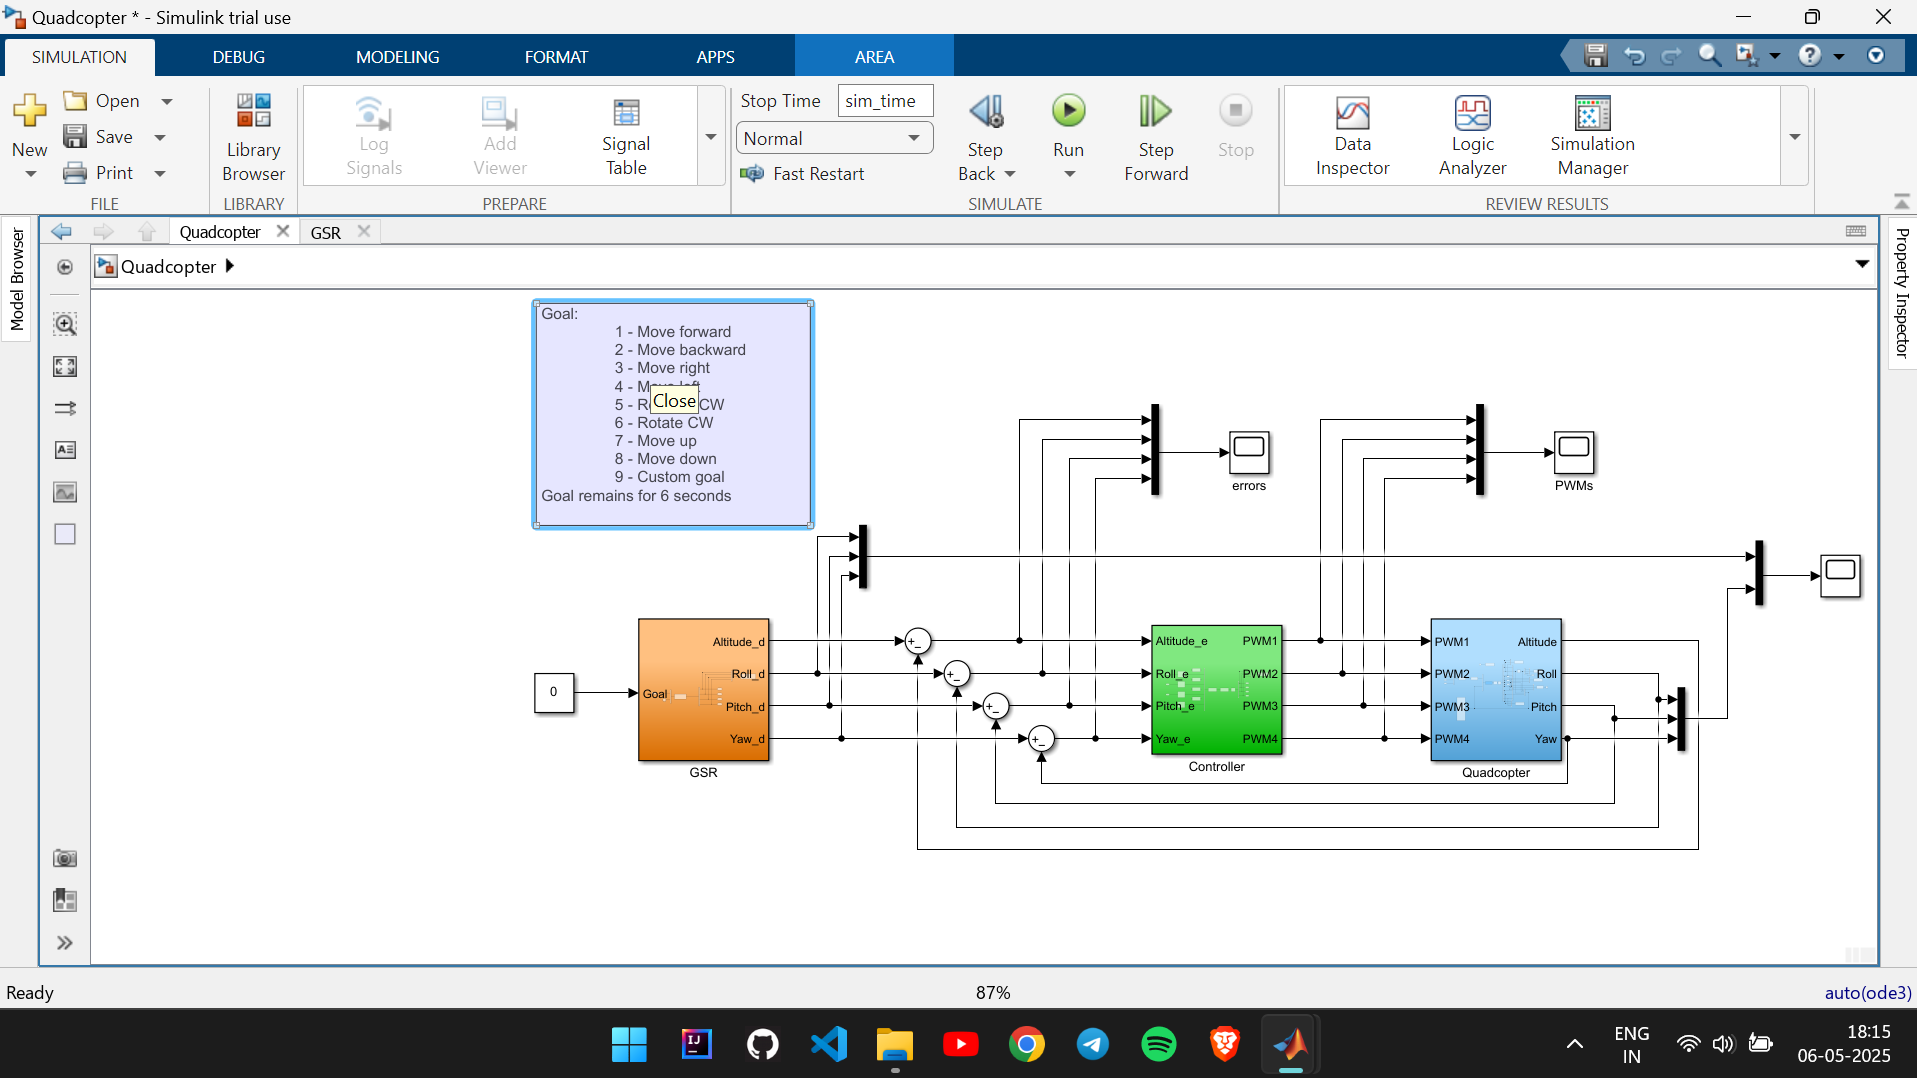 Quadcopter * - Simulink trial use
SIMULATION
DEBUG
MODELING
FORMAT
APPS
AREA
New
Open
Save
Print
FILE
Library
Browser
LIBRARY
Log
Signals
Add
Viewer
Signal
Table
PREPARE
Stop Time
sim_time
Normal
Fast Restart
Step
Back
Run
Step
Forward
Stop
SIMULATE
Data
Inspector
Logic
Analyzer
Simulation
Manager
REVIEW RESULTS
Model Browser
Quadcopter
GSR
Property Inspector
Quadcopter
Goal:
1 - Move forward
2 - Move backward
3 - Move right
4 -
Close
5 - CW
6 - Rotate CW
7 - Move up
8 - Move down
9 - Custom goal
Goal remains for 6 seconds
errors
PWMs
0
Goal
Altitude_d
Roll_d
Pitch_d
Yaw_d
GSR
Altitude_e
Roll_e
Pitch_e
Yaw_e
PWM1
PWM2
PWM3
PWM4
Controller
PWM1
PWM2
PWM3
PWM4
Altitude
Roll
Pitch
Yaw
Quadcopter
Ready
87%
auto(ode3)
IJ
ENG
IN
18:15
06-05-2025